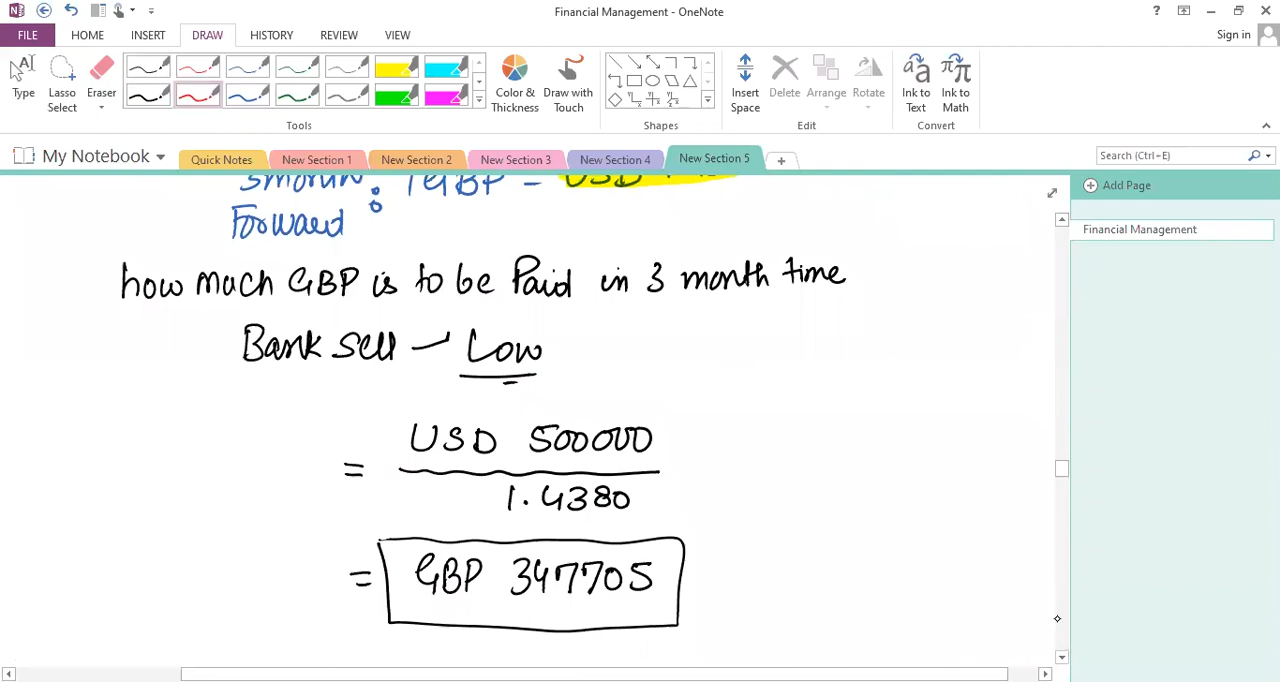 Financial Management - OneNote
Sign in
FILE HOME INSERT DRAW HISTORY REVIEW VIEW
Type Lasso Select Eraser Color & Thickness Draw with Touch Insert Space Delete Arrange Rotate Ink to Text Ink to Math
Tools Shapes Edit Convert
My Notebook Quick Notes New Section 1 New Section 2 New Section 3 New Section 4 New Section 5 Search (Ctrl+E)
Add Page
Financial Management
3month : 1GBP = USD
Forward
how much GBP is to be Paid in 3 month time
Bank Sell - Low
= USD 500000
1.4380
= GBP 347705